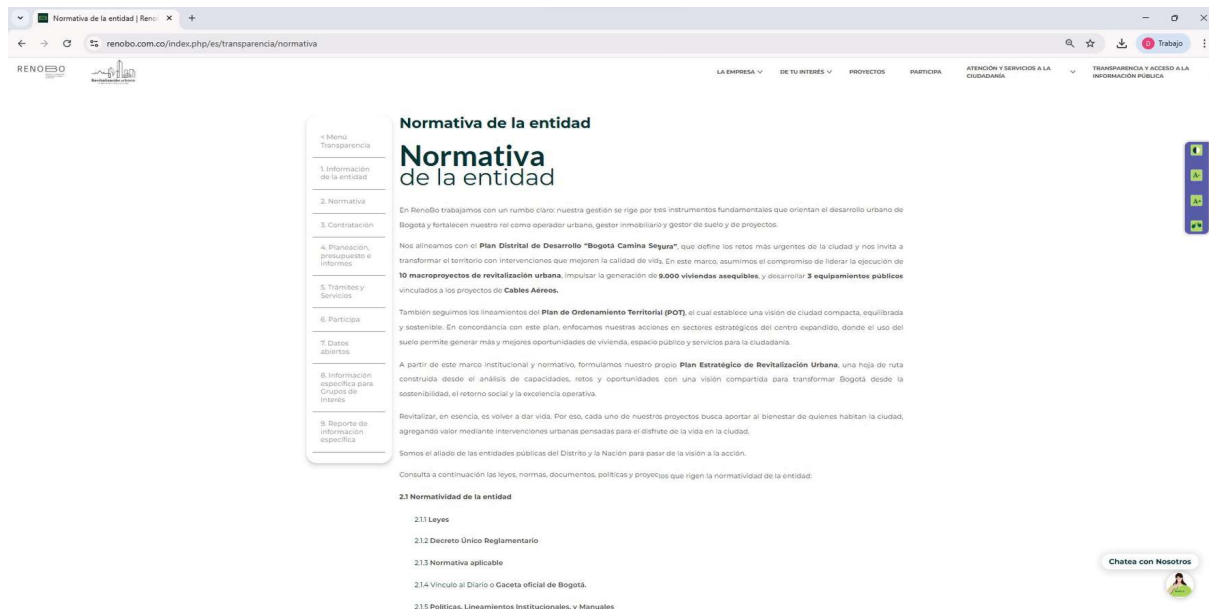 Normativa de la entidad | Reno
renobo.com.co/index.php/es/transparencia/normativa
Trabajo
RENOBO
Revitalización urbana
LA EMPRESA
DE TU INTERÉS
PROYECTOS
PARTICIPA
ATENCIÓN Y SERVICIOS A LA
CIUDADANÍA
TRANSPARENCIA Y ACCESO A LA
INFORMACIÓN PÚBLICA
< Menú
Transparencia
1. Información
de la entidad
2. Normativa
3. Contratación
4. Planeación,
presupuesto e
informes
5. Trámites y
Servicios
6. Participa
7. Datos
abiertos
8. Información
específica para
Grupos de
Interés
9. Reporte de
información
específica
Normativa de la entidad
Normativa
de la entidad
En RenoBo trabajamos con un rumbo claro: nuestra gestión se rige por tres instrumentos fundamentales que orientan el desarrollo urbano de
Bogotá y fortalecen nuestro rol como operador urbano, gestor inmobiliario y gestor de suelo y de proyectos.
Nos alineamos con el Plan Distrital de Desarrollo "Bogotá Camina Segura", que define los retos más urgentes de la ciudad y nos invita a
transformar el territorio con intervenciones que mejoren la calidad de vida. En este marco, asumimos el compromiso de liderar la ejecución de
10 macroproyectos de revitalización urbana, impulsar la generación de 9.000 viviendas asequibles, y desarrollar 3 equipamientos públicos
vinculados a los proyectos de Cables Aéreos.
También seguimos los lineamientos del Plan de Ordenamiento Territorial (POT), el cual establece una visión de ciudad compacta, equilibrada
y sostenible. En concordancia con este plan, enfocamos nuestras acciones en sectores estratégicos del centro expandido, donde el uso del
suelo permite generar más y mejores oportunidades de vivienda, espacio público y servicios para la ciudadanía.
A partir de este marco institucional y normativo, formulamos nuestro propio Plan Estratégico de Revitalización Urbana, una hoja de ruta
construida desde el análisis de capacidades, retos y oportunidades con una visión compartida para transformar Bogotá desde la
sostenibilidad, el retorno social y la excelencia operativa.
Revitalizar, en esencia, es volver a dar vida. Por eso, cada uno de nuestros proyectos busca aportar al bienestar de quienes habitan la ciudad,
agregando valor mediante intervenciones urbanas pensadas para el disfrute de la vida en la ciudad.
Somos el aliado de las entidades públicas del Distrito y la Nación para pasar de la visión a la acción.
Consulta a continuación las leyes, normas, documentos, políticas y proyectos que rigen la normatividad de la entidad:
2.1 Normatividad de la entidad
2.1.1 Leyes
2.1.2 Decreto Único Reglamentario
2.1.3 Normativa aplicable
2.1.4 Vínculo al Diario o Gaceta oficial de Bogotá.
2.1.5 Políticas, Lineamientos Institucionales, y Manuales
A-
A+
Chatea con Nosotros